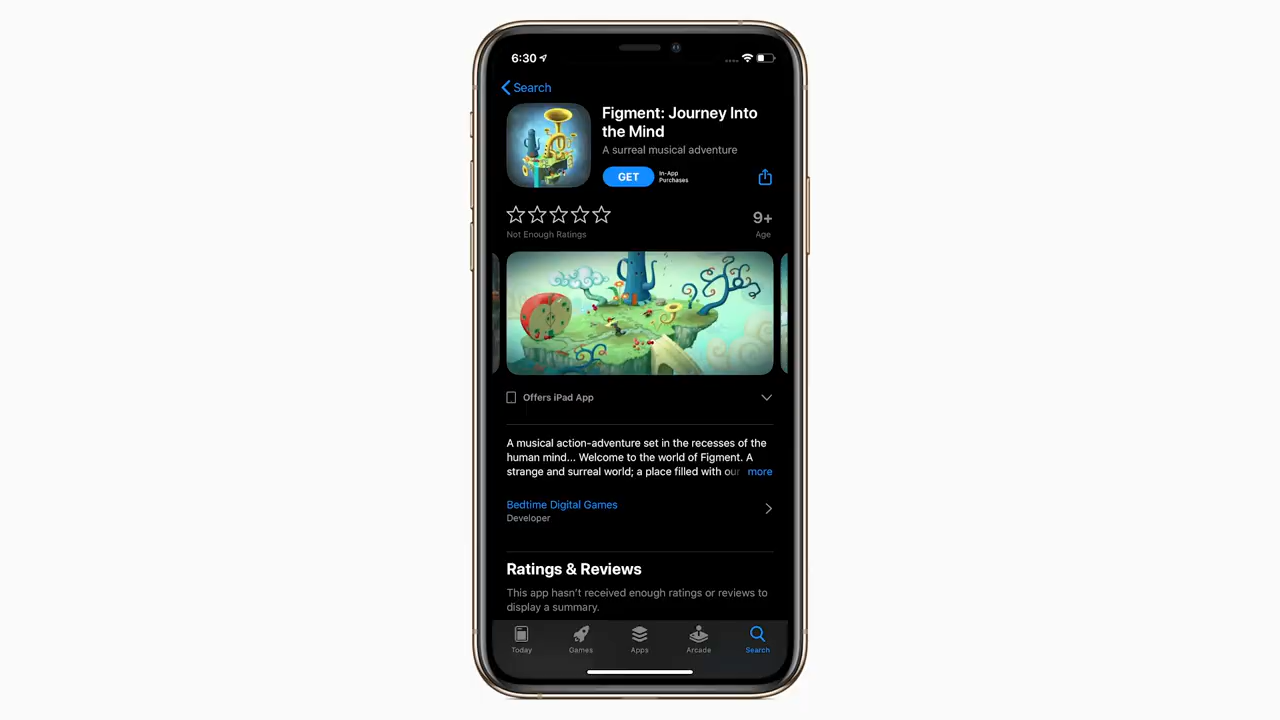 6:30
Search
Figment: Journey Into
the Mind
A surreal musical adventure
GET
In-App
Purchases
9+
Not Enough Ratings
Age
Offers iPad App
A musical action-adventure set in the recesses of the
human mind... Welcome to the world of Figment. A
strange and surreal world; a place filled with our more
Bedtime Digital Games
Developer
Ratings & Reviews
This app hasn't received enough ratings or reviews to
display a summary.
Today
Games
Apps
Arcade
Search